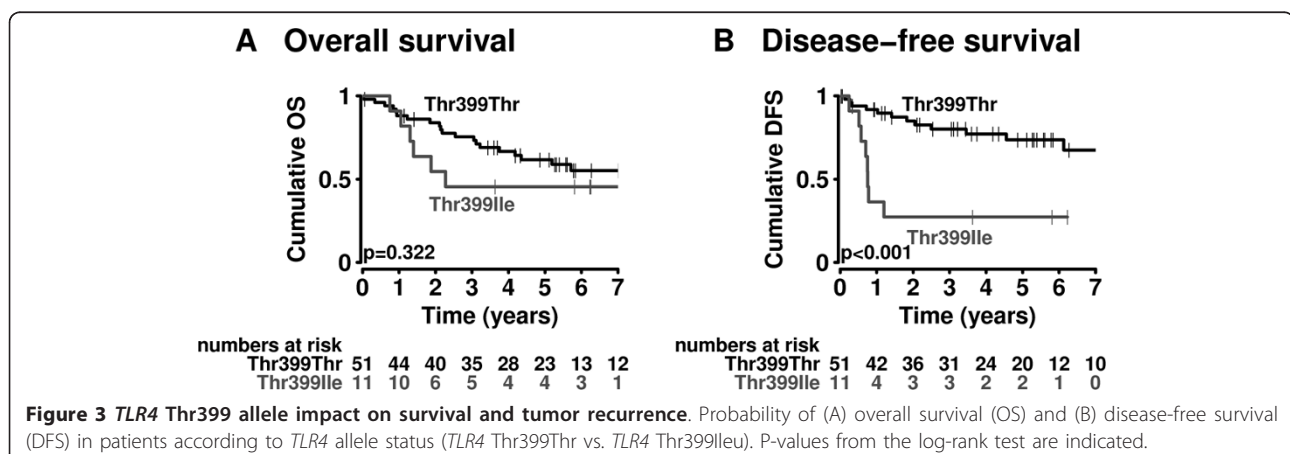 A Overall survival
B Disease-free survival
Cumulative OS
1
0.5
0
Thr399Thr
Thr399Ile
p=0.322
0 1 2 3 4 5 6 7
Time (years)
Cumulative DFS
1
0.5
0
Thr399Thr
Thr399Ile
p<0.001
0 1 2 3 4 5 6 7
Time (years)
numbers at risk
Thr399Thr 51 44 40 35 28 23 13 12
Thr399Ile 11 10 6 5 4 4 3 1
numbers at risk
Thr399Thr 51 42 36 31 24 20 12 10
Thr399Ile 11 4 3 3 2 2 1 0
Figure 3 TLR4 Thr399 allele impact on survival and tumor recurrence. Probability of (A) overall survival (OS) and (B) disease-free survival
(DFS) in patients according to TLR4 allele status (TLR4 Thr399Thr vs. TLR4 Thr399Ileu). P-values from the log-rank test are indicated.